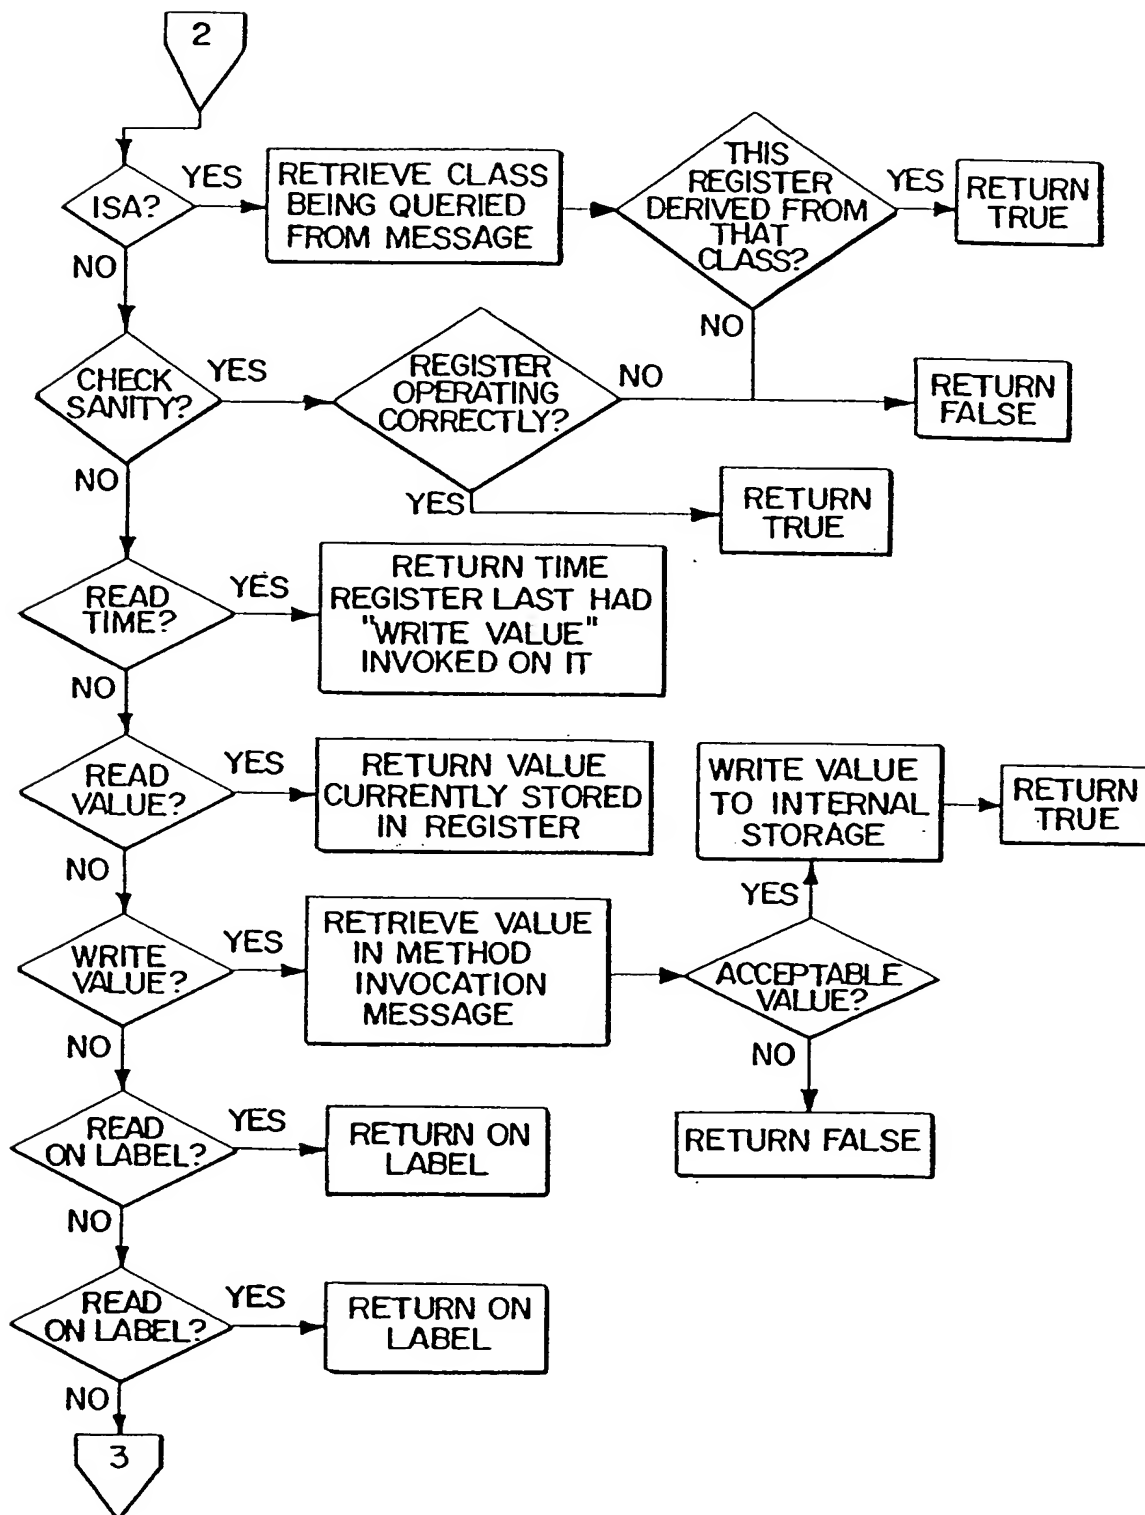 2
ISA?
YES
RETRIEVE CLASS
BEING QUERIED
FROM MESSAGE
THIS
REGISTER
DERIVED FROM
THAT
CLASS?
YES
RETURN
TRUE
NO
NO
CHECK
SANITY?
YES
REGISTER
OPERATING
CORRECTLY?
NO
RETURN
FALSE
NO
YES
RETURN
TRUE
READ
TIME?
YES
RETURN TIME
REGISTER LAST HAD
"WRITE VALUE"
INVOKED ON IT
NO
READ
VALUE?
YES
RETURN VALUE
CURRENTLY STORED
IN REGISTER
WRITE VALUE
TO INTERNAL
STORAGE
RETURN
TRUE
NO
YES
WRITE
VALUE?
YES
RETRIEVE VALUE
IN METHOD
INVOCATION
MESSAGE
ACCEPTABLE
VALUE?
NO
NO
READ
ON LABEL?
YES
RETURN ON
LABEL
RETURN FALSE
NO
READ
ON LABEL?
YES
RETURN ON
LABEL
NO
3